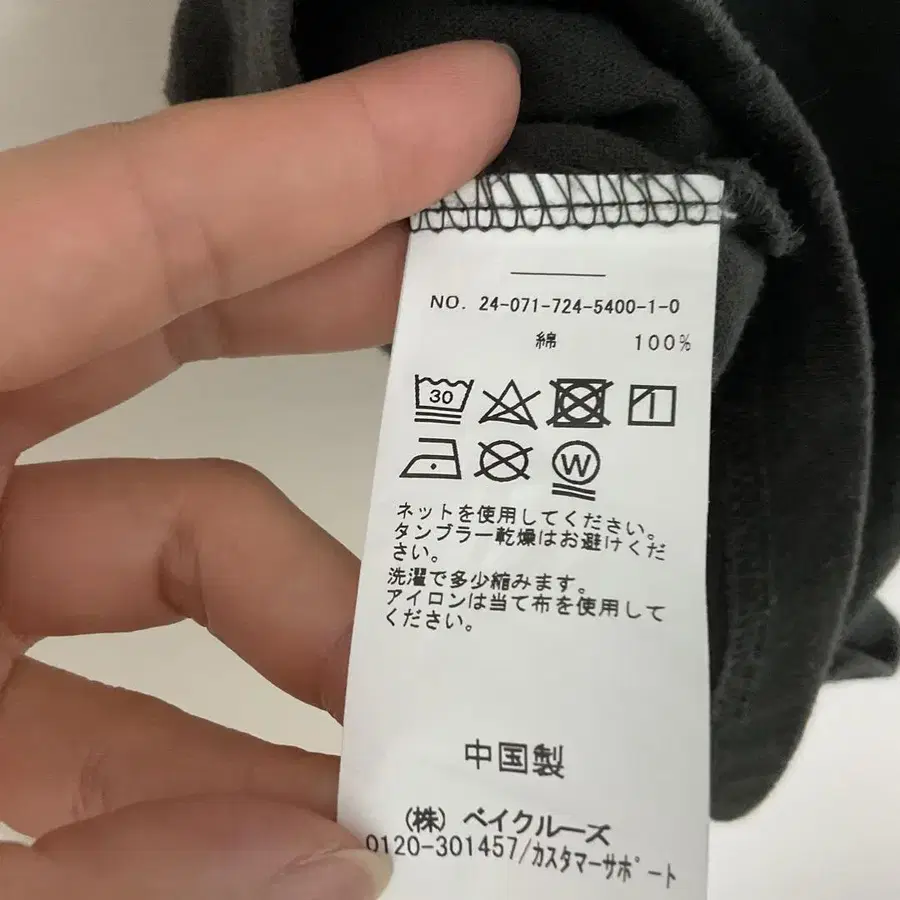 NO. 24-071-724-5400-1-0
綿 100%
30
W
ネットを使用してください。
タンブラー乾燥はお避けくだ
さい。
洗濯で多少縮みます。
アイロンは当て布を使用して
ください。
中国製
(株) ベイクルーズ
0120-301457/カスタマーサポート